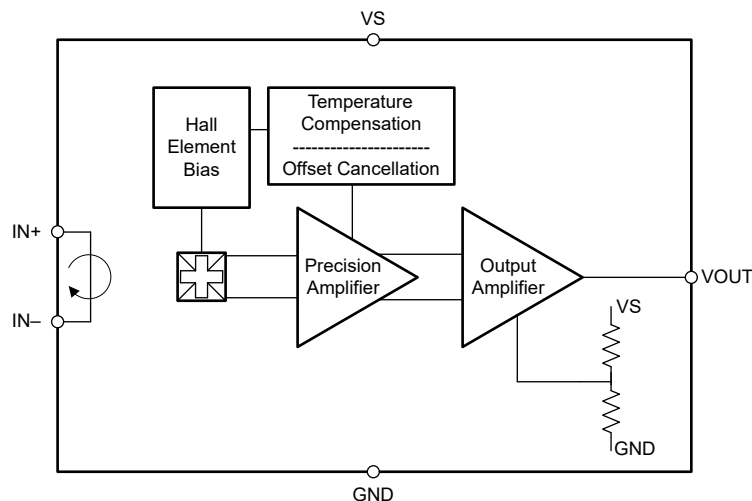 VS
Hall
Element
Bias
Temperature
Compensation
----------------------
Offset Cancellation
IN+
IN–
Precision
Amplifier
Output
Amplifier
VOUT
VS
GND
GND